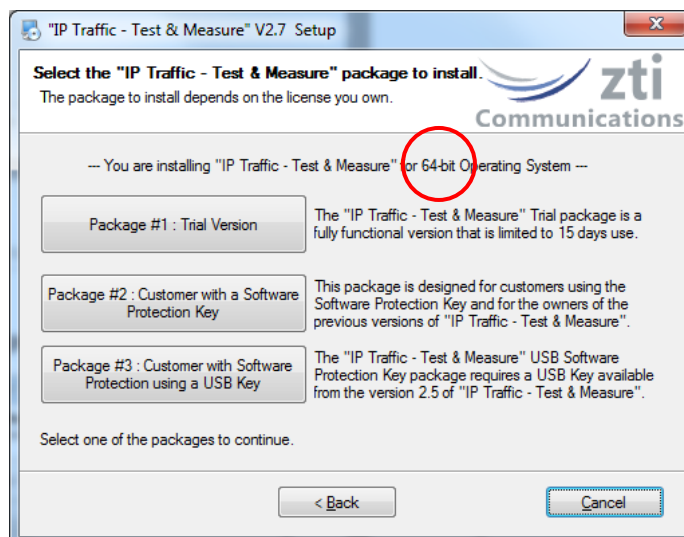 "IP Traffic - Test & Measure" V2.7 Setup
x
Select the "IP Traffic - Test & Measure" package to install.
The package to install depends on the license you own.
zti
Communications
--- You are installing "IP Traffic - Test & Measure" for 64-bit Operating System ---
Package #1 : Trial Version
The "IP Traffic - Test & Measure" Trial package is a
fully functional version that is limited to 15 days use.
Package #2 : Customer with a Software
Protection Key
This package is designed for customers using the
Software Protection Key and for the owners of the
previous versions of "IP Traffic - Test & Measure".
Package #3 : Customer with Software
Protection using a USB Key
The "IP Traffic - Test & Measure" USB Software
Protection Key package requires a USB Key available
from the version 2.5 of "IP Traffic - Test & Measure".
Select one of the packages to continue.
< Back
Cancel